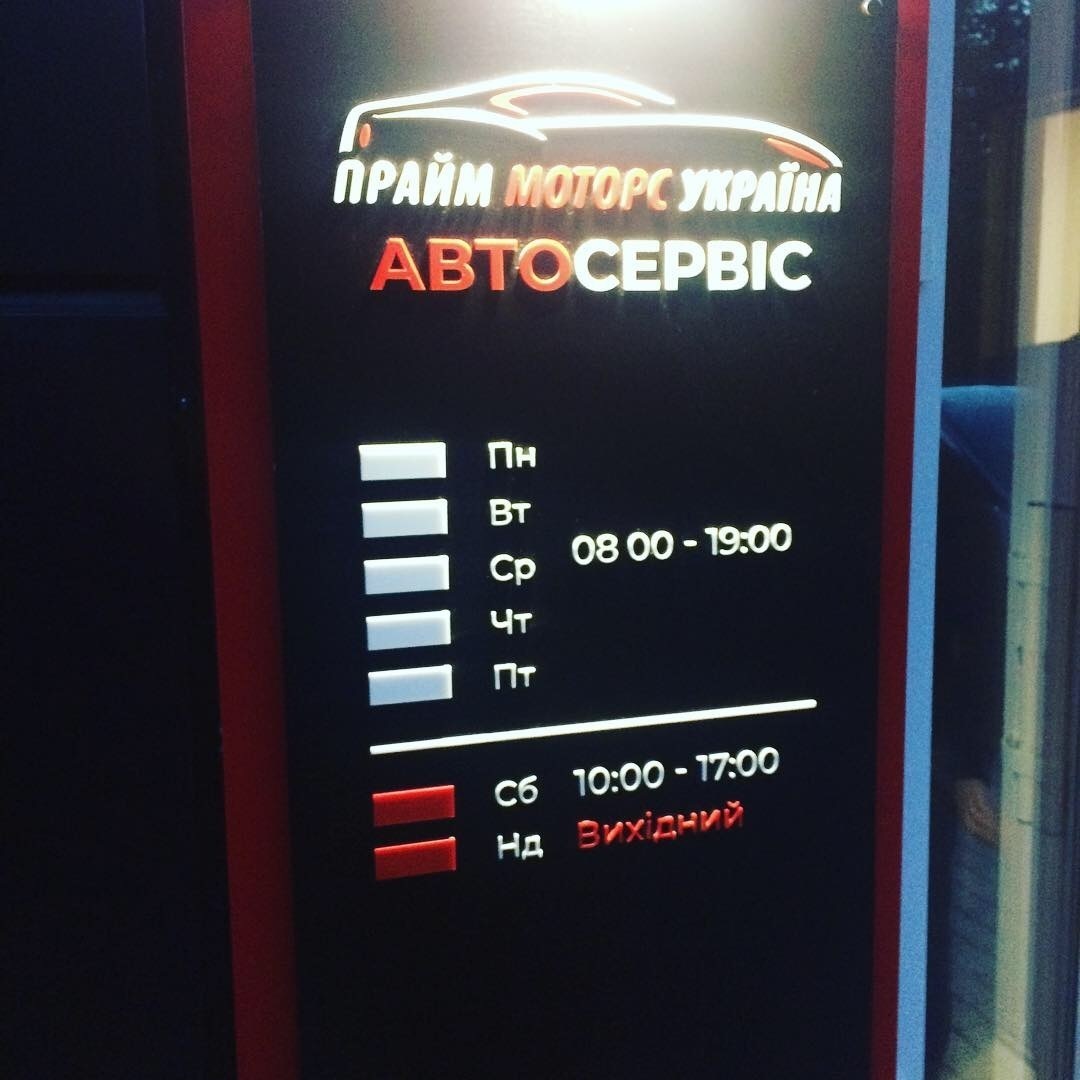 ПРАЙМ МОТОРС УКРАЇНА
АВТОСЕРВІС
Пн
Вт
Ср 08 00 - 19:00
Чт
Пт
Сб 10:00 - 17:00
Нд Вихідний